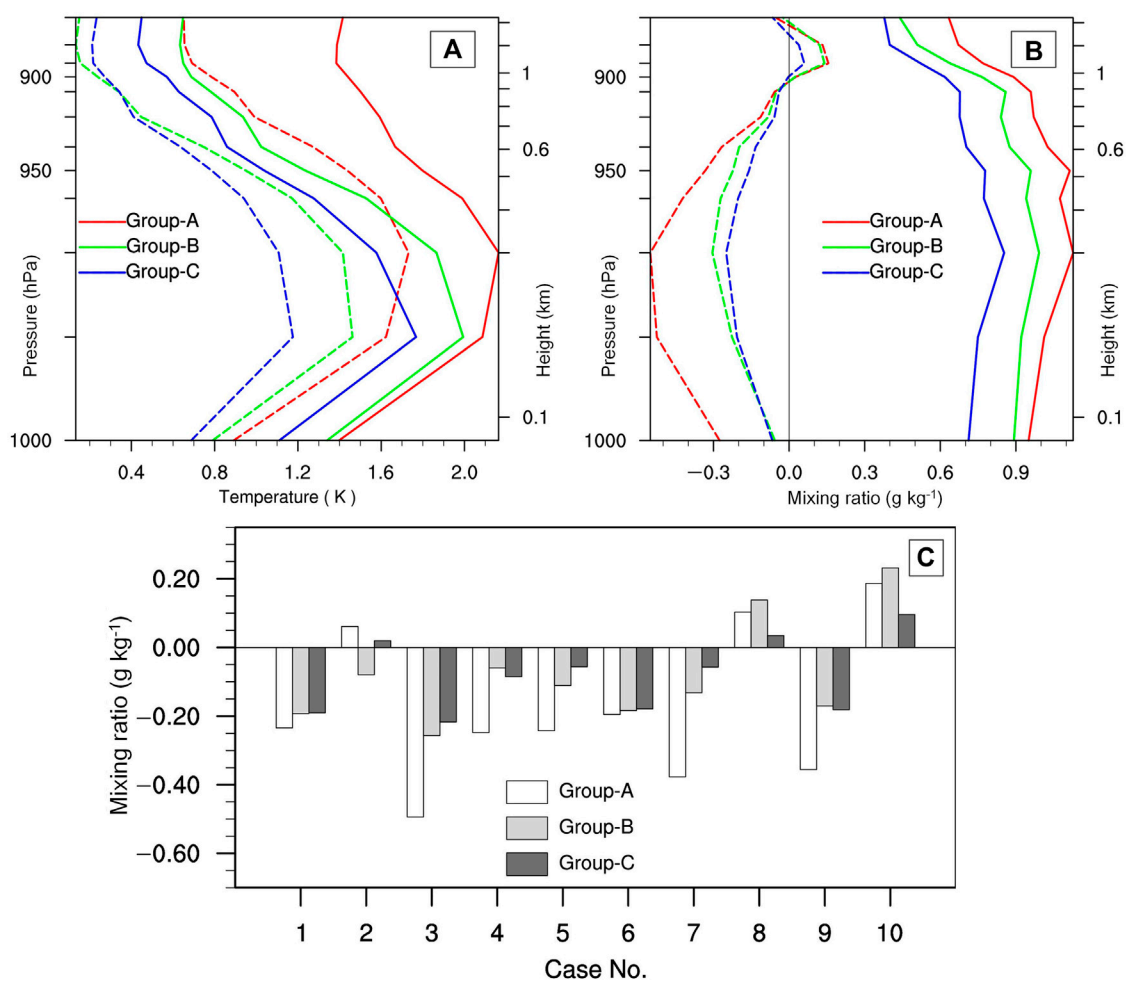 A
900
950
1000
Pressure (hPa)
Group-A
Group-B
Group-C
1
0.6
0.1
Height (km)
0.4
0.8
1.2
1.6
2.0
Temperature ( K )
B
900
950
1000
Pressure (hPa)
Group-A
Group-B
Group-C
1
0.6
0.1
Height (km)
−0.3
0.0
0.3
0.6
0.9
Mixing ratio (g kg⁻¹)
C
0.20
0.00
−0.20
−0.40
−0.60
Mixing ratio (g kg⁻¹)
Group-A
Group-B
Group-C
1 2 3 4 5 6 7 8 9 10
Case No.